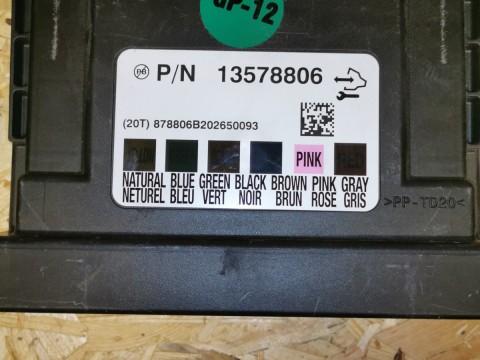 GP-12
P/N 13578806
(20T) 878806B202650093
PINK
NATURAL BLUE GREEN BLACK BROWN PINK GRAY
NETUREL BLEU VERT NOIR BRUN ROSE GRIS
>PP-TD20<